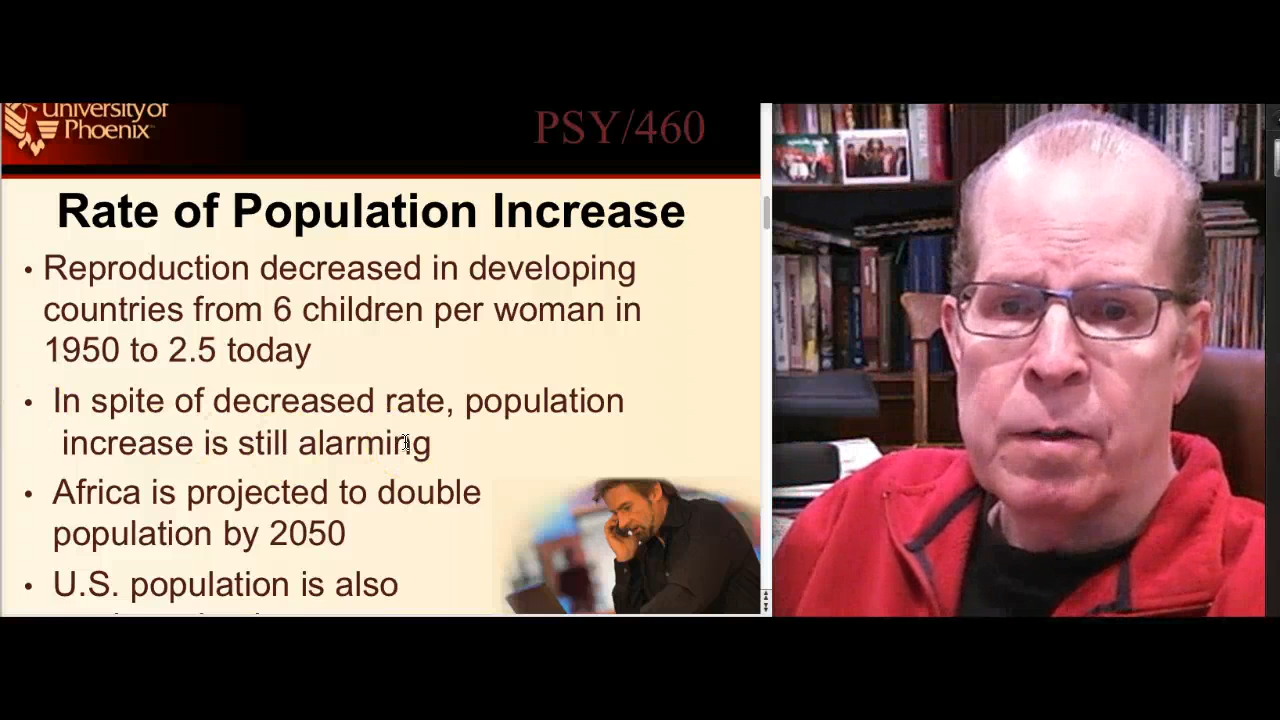 University of
Phoenix
PSY/460
Rate of Population Increase
• Reproduction decreased in developing
countries from 6 children per woman in
1950 to 2.5 today
• In spite of decreased rate, population
increase is still alarming
• Africa is projected to double
population by 2050
• U.S. population is also